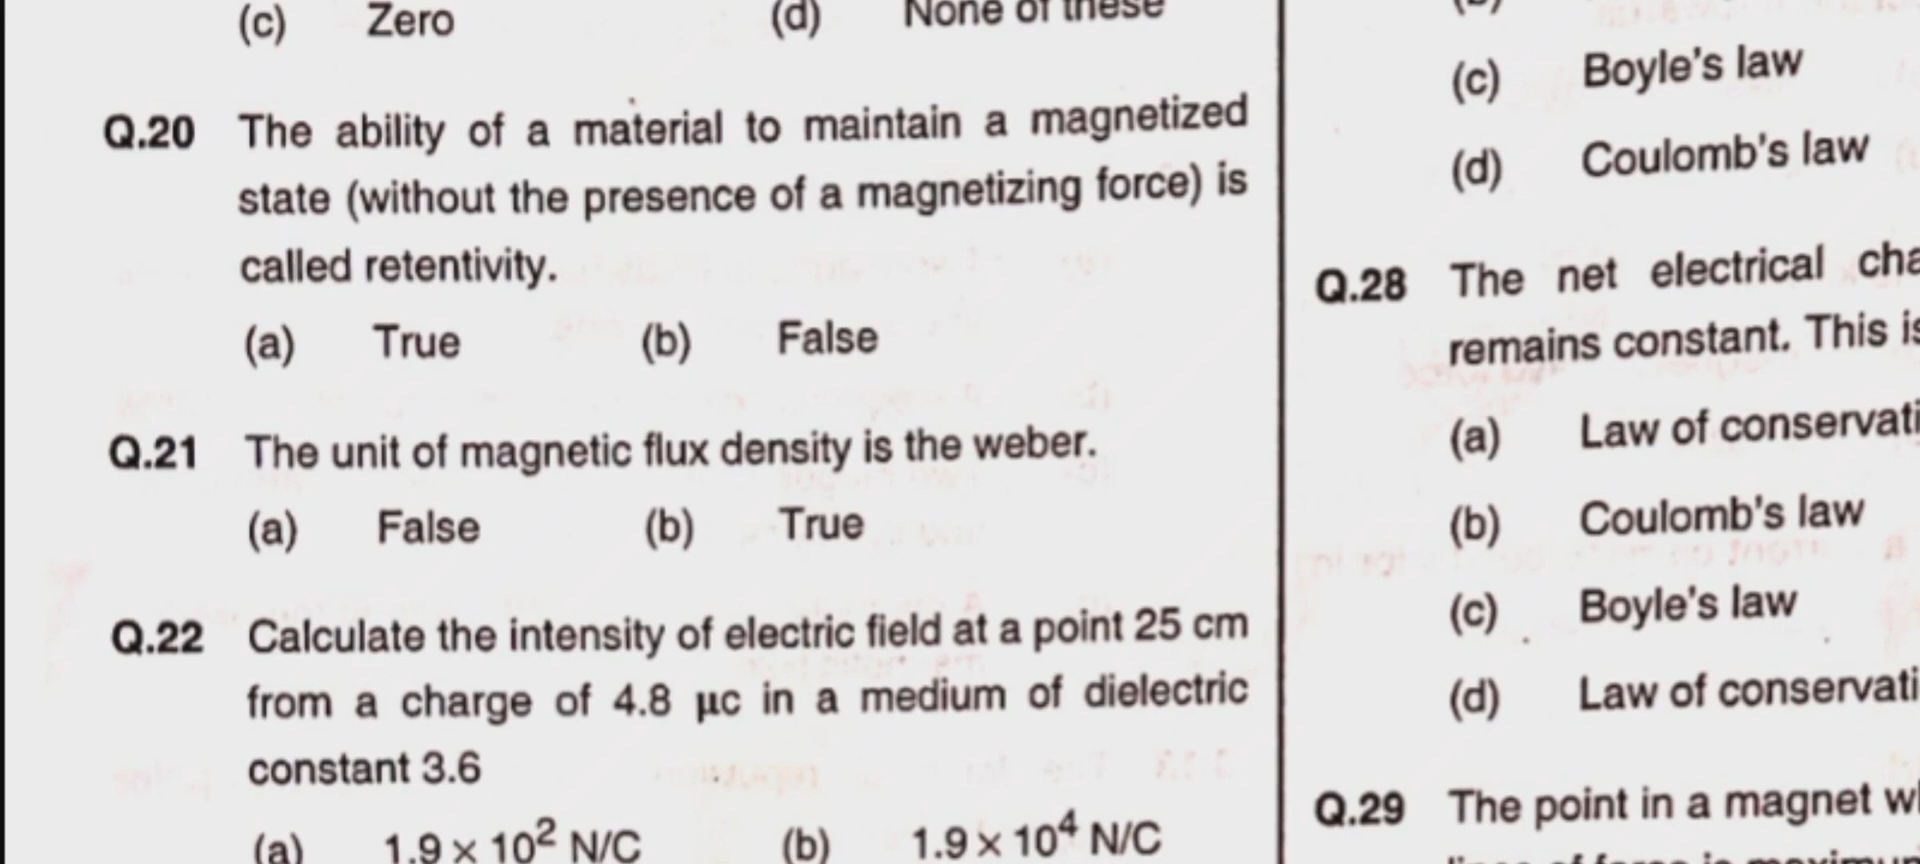 (c) Zero (d) None of these
Q.20 The ability of a material to maintain a magnetized
state (without the presence of a magnetizing force) is
called retentivity.
(a) True (b) False
Q.21 The unit of magnetic flux density is the weber.
(a) False (b) True
Q.22 Calculate the intensity of electric field at a point 25 cm
from a charge of 4.8 µc in a medium of dielectric
constant 3.6
(a) 1.9 × 10² N/C (b) 1.9 × 10⁴ N/C
(c) Boyle's law
(d) Coulomb's law
Q.28 The net electrical
remains constant. This
(a) Law of
(b) Coulomb's law
(c) Boyle's law
(d) Law of
Q.29 The point in a magnet